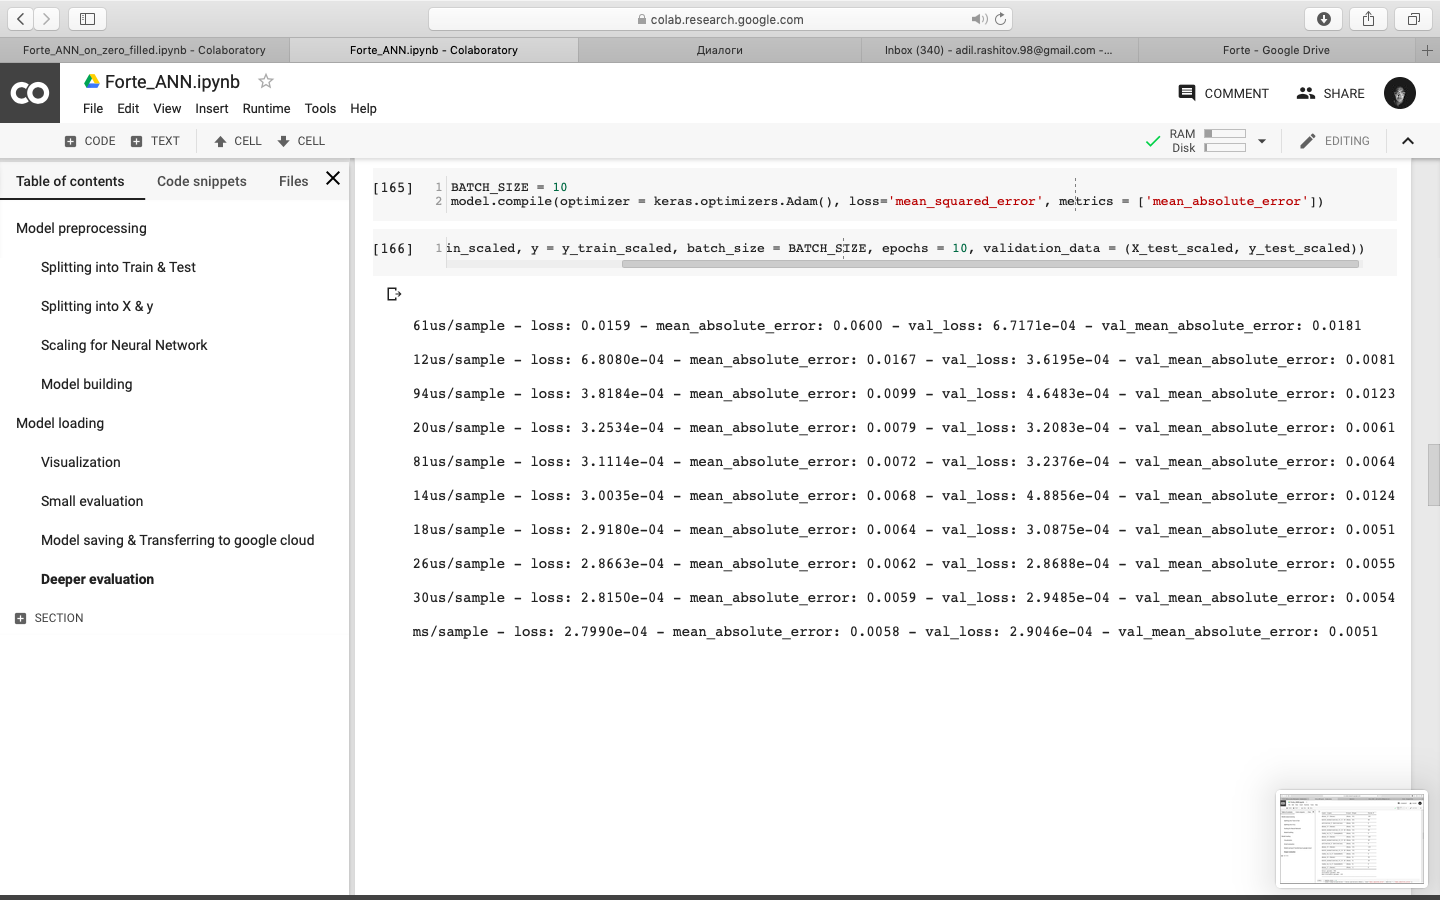 colab.research.google.com
Forte_ANN_on_zero_filled.ipynb - Colaboratory
Forte_ANN.ipynb - Colaboratory
Диалоги
Inbox (340) - adil.rashitov.98@gmail.com -...
Forte - Google Drive
CO
Forte_ANN.ipynb
COMMENT
SHARE
File Edit View Insert Runtime Tools Help
CODE TEXT CELL CELL
RAM
Disk
EDITING
Table of contents Code snippets Files
Model preprocessing
Splitting into Train & Test
Splitting into X & y
Scaling for Neural Network
Model building
Model loading
Visualization
Small evaluation
Model saving & Transferring to google cloud
Deeper evaluation
SECTION
[165]
1 BATCH_SIZE = 10
2 model.compile(optimizer = keras.optimizers.Adam(), loss='mean_squared_error', metrics = ['mean_absolute_error'])
[166]
1 in_scaled, y = y_train_scaled, batch_size = BATCH_SIZE, epochs = 10, validation_data = (X_test_scaled, y_test_scaled))
61us/sample - loss: 0.0159 - mean_absolute_error: 0.0600 - val_loss: 6.7171e-04 - val_mean_absolute_error: 0.0181
12us/sample - loss: 6.8080e-04 - mean_absolute_error: 0.0167 - val_loss: 3.6195e-04 - val_mean_absolute_error: 0.0081
94us/sample - loss: 3.8184e-04 - mean_absolute_error: 0.0099 - val_loss: 4.6483e-04 - val_mean_absolute_error: 0.0123
20us/sample - loss: 3.2534e-04 - mean_absolute_error: 0.0079 - val_loss: 3.2083e-04 - val_mean_absolute_error: 0.0061
81us/sample - loss: 3.1114e-04 - mean_absolute_error: 0.0072 - val_loss: 3.2376e-04 - val_mean_absolute_error: 0.0064
14us/sample - loss: 3.0035e-04 - mean_absolute_error: 0.0068 - val_loss: 4.8856e-04 - val_mean_absolute_error: 0.0124
18us/sample - loss: 2.9180e-04 - mean_absolute_error: 0.0064 - val_loss: 3.0875e-04 - val_mean_absolute_error: 0.0051
26us/sample - loss: 2.8663e-04 - mean_absolute_error: 0.0062 - val_loss: 2.8688e-04 - val_mean_absolute_error: 0.0055
30us/sample - loss: 2.8150e-04 - mean_absolute_error: 0.0059 - val_loss: 2.9485e-04 - val_mean_absolute_error: 0.0054
ms/sample - loss: 2.7990e-04 - mean_absolute_error: 0.0058 - val_loss: 2.9046e-04 - val_mean_absolute_error: 0.0051